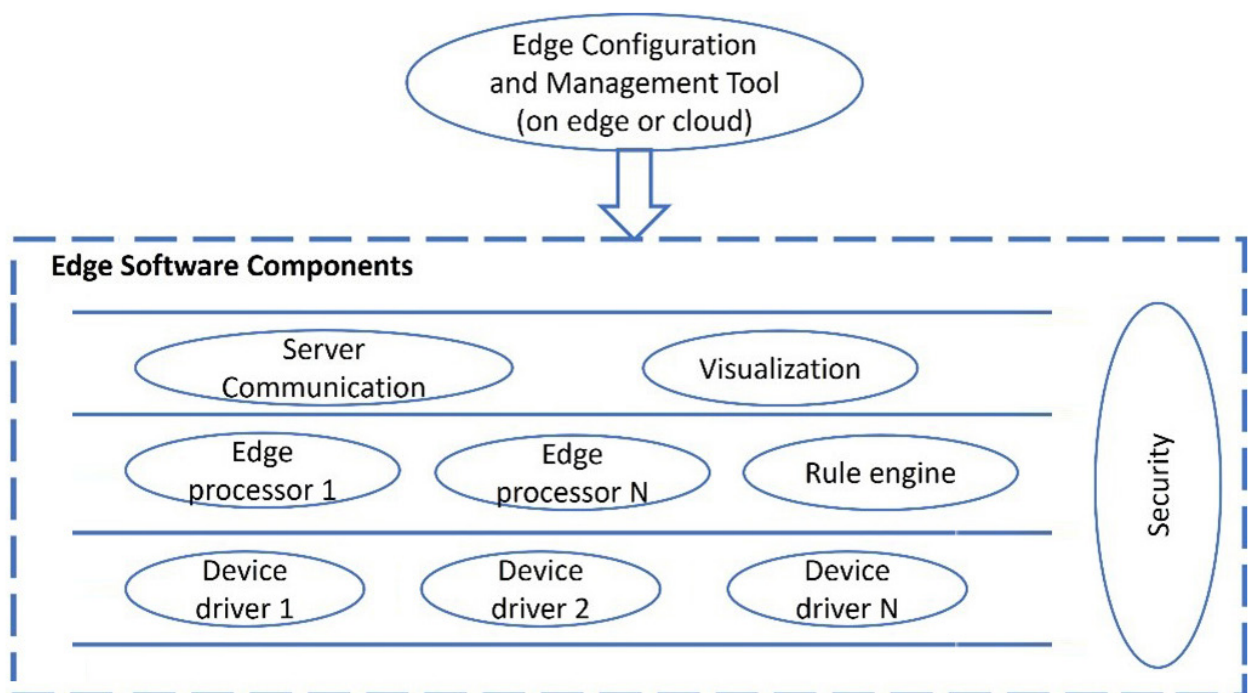 Edge Configuration
and Management Tool
(on edge or cloud)
Edge Software Components
Server
Communication
Visualization
Edge
processor 1
Edge
processor N
Rule engine
Device
driver 1
Device
driver 2
Device
driver N
Security